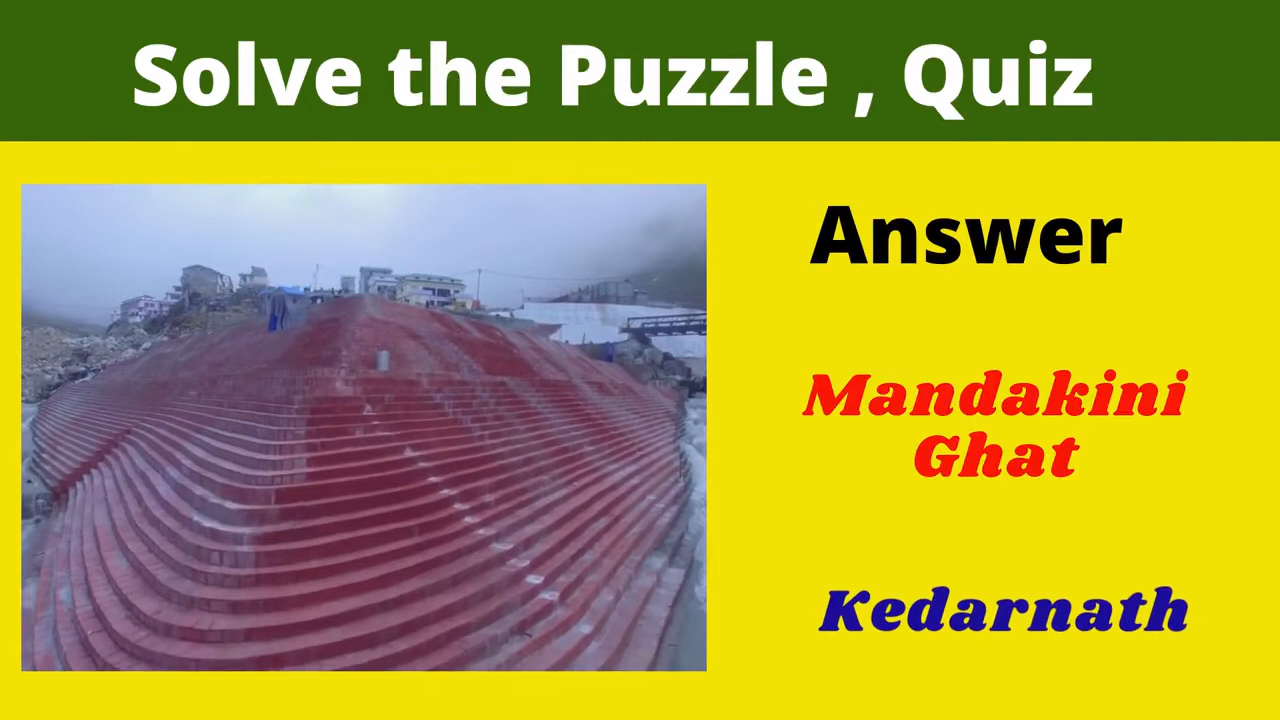 Solve the Puzzle , Quiz
Answer
Mandakini
Ghat
Kedarnath